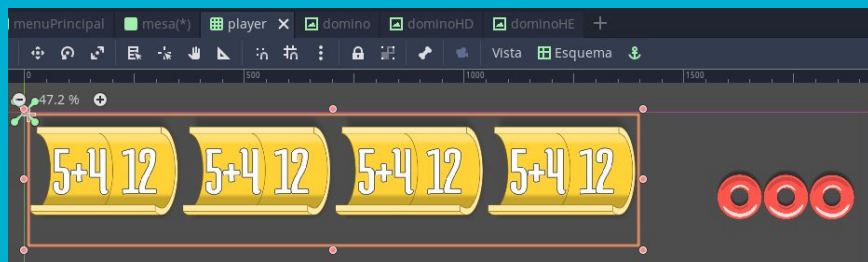 menuPrincipal mesa(*) player domino dominoHD dominoHE
Vista Esquema
0 500 1000 1500
47.2 %
5+4 12 5+4 12 5+4 12 5+4 12